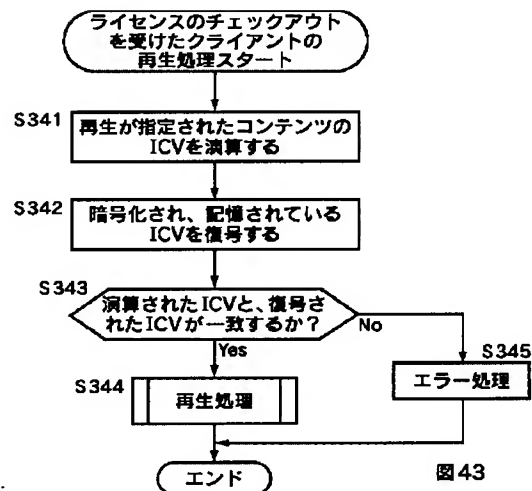 ライセンスのチェックアウト
を受けたクライアントの
再生処理スタート
S341
再生が指定されたコンテンツの
ICVを演算する
S342
暗号化され、記憶されている
ICVを復号する
S343
演算されたICVと、復号さ
れたICVが一致するか?
No
Yes
S345
エラー処理
S344
再生処理
エンド
図43